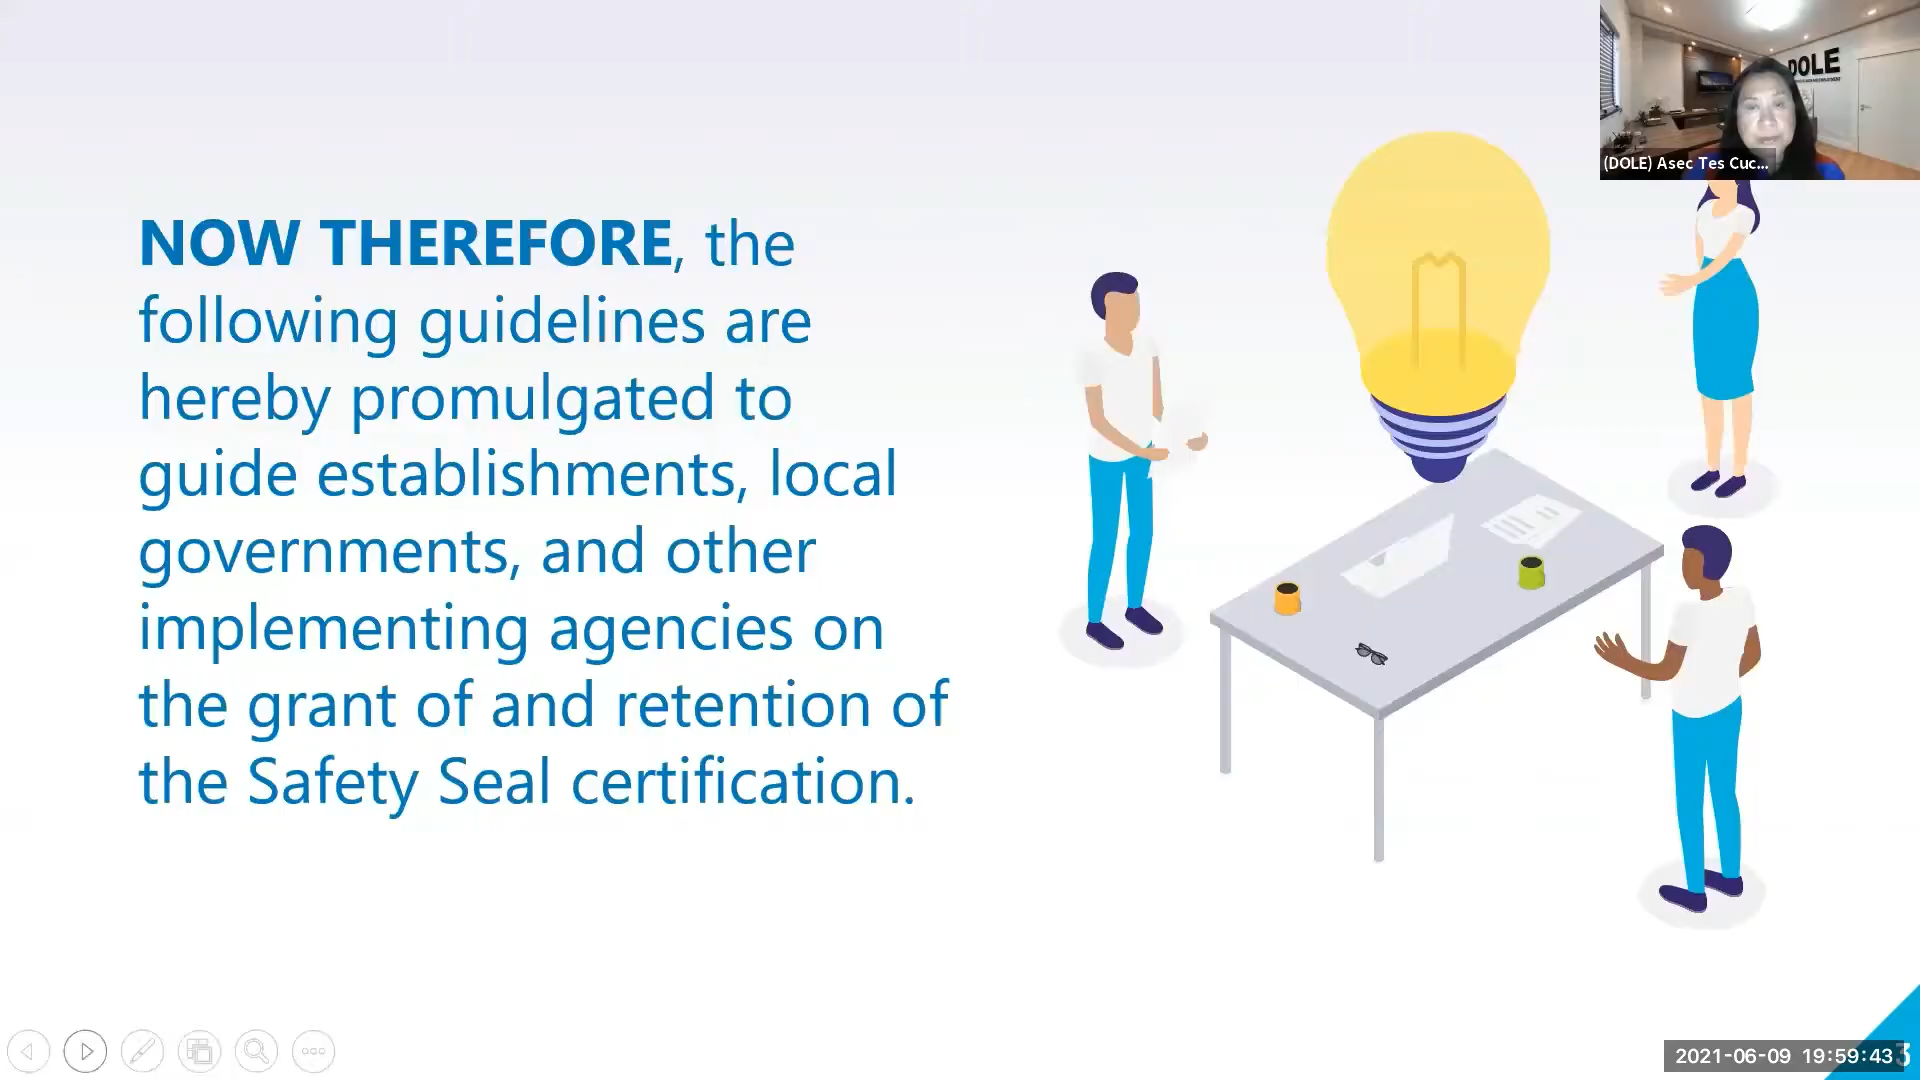 DOLE
(DOLE) Asec Tes Cuc...
NOW THEREFORE, the
following guidelines are
hereby promulgated to
guide establishments, local
governments, and other
implementing agencies on
the grant of and retention of
the Safety Seal certification.
2021-06-09 19:59:43
3